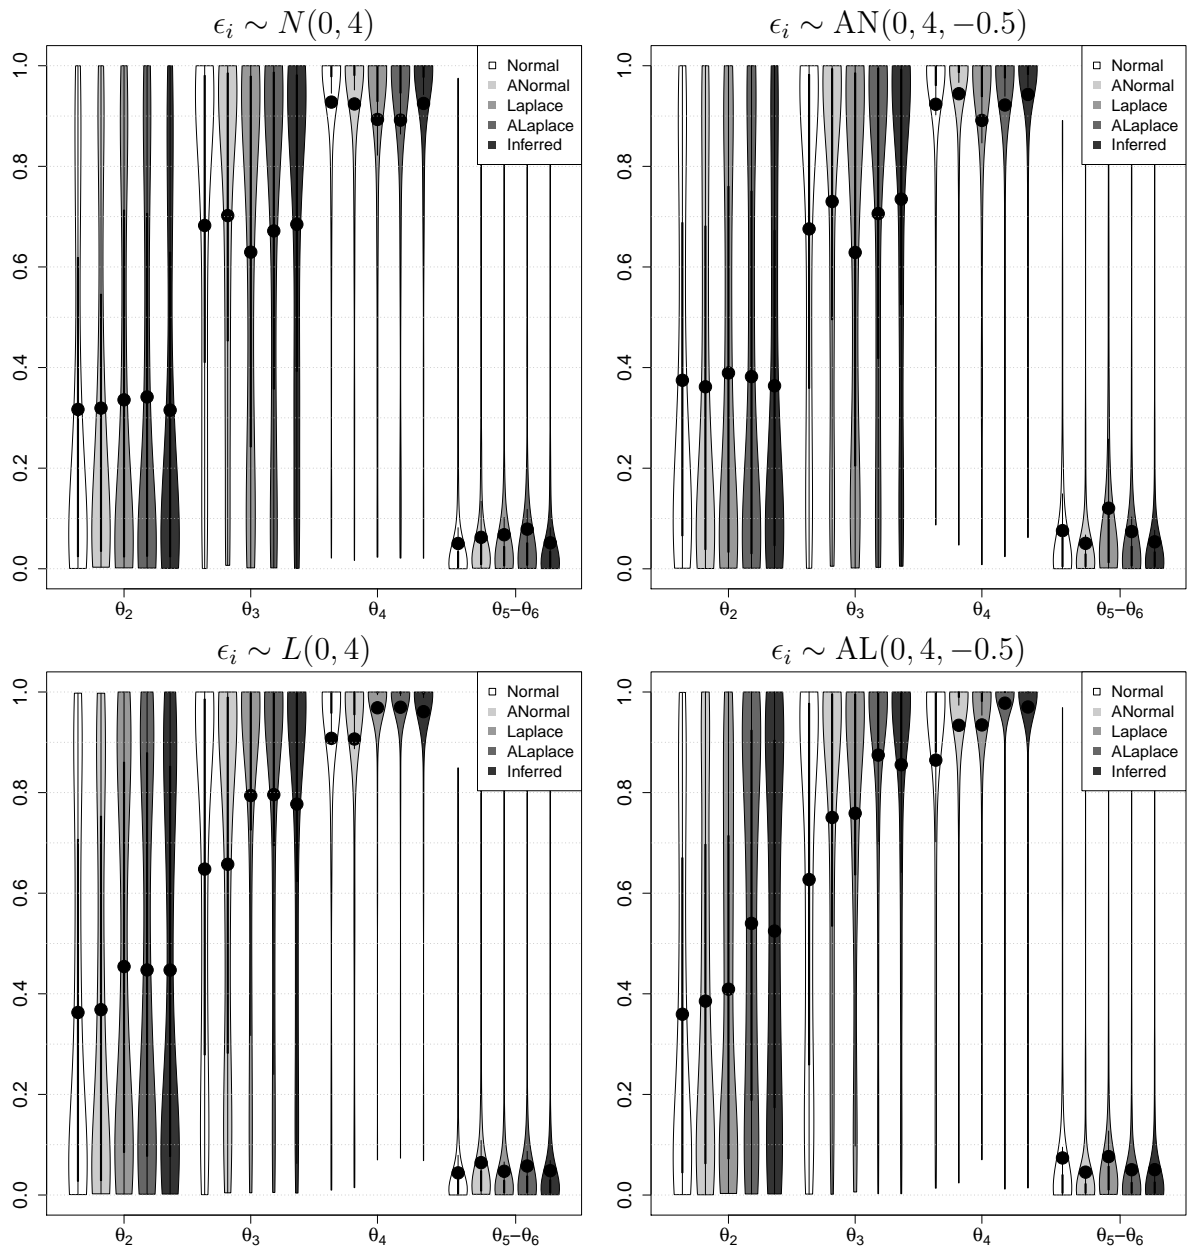 ϵᵢ ∼ N(0, 4)
1.0
0.8
0.6
0.4
0.2
0.0
Normal
ANormal
Laplace
ALaplace
Inferred
θ₂ θ₃ θ₄ θ₅−θ₆
ϵᵢ ∼ AN(0, 4, −0.5)
1.0
0.8
0.6
0.4
0.2
0.0
Normal
ANormal
Laplace
ALaplace
Inferred
θ₂ θ₃ θ₄ θ₅−θ₆
ϵᵢ ∼ L(0, 4)
1.0
0.8
0.6
0.4
0.2
0.0
Normal
ANormal
Laplace
ALaplace
Inferred
θ₂ θ₃ θ₄ θ₅−θ₆
ϵᵢ ∼ AL(0, 4, −0.5)
1.0
0.8
0.6
0.4
0.2
0.0
Normal
ANormal
Laplace
ALaplace
Inferred
θ₂ θ₃ θ₄ θ₅−θ₆